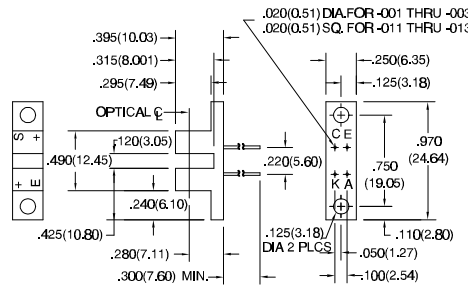 .020(0.51) DIA.FOR -001 THRU -003
.020(0.51) SQ. FOR -011 THRU -013
.395(10.03)
.315(8.001)
.295(7.49)
.250(6.35)
.125(3.18)
OPTICAL ℄
S +
+ E
.490(12.45)
.120(3.05)
.220(5.60)
C E
K A
.750
(19.05)
.970
(24.64)
.240(6.10)
.425(10.80)
.280(7.11)
.300(7.60) MIN.
.125(3.18)
DIA 2 PLCS
.110(2.80)
.050(1.27)
.100(2.54)